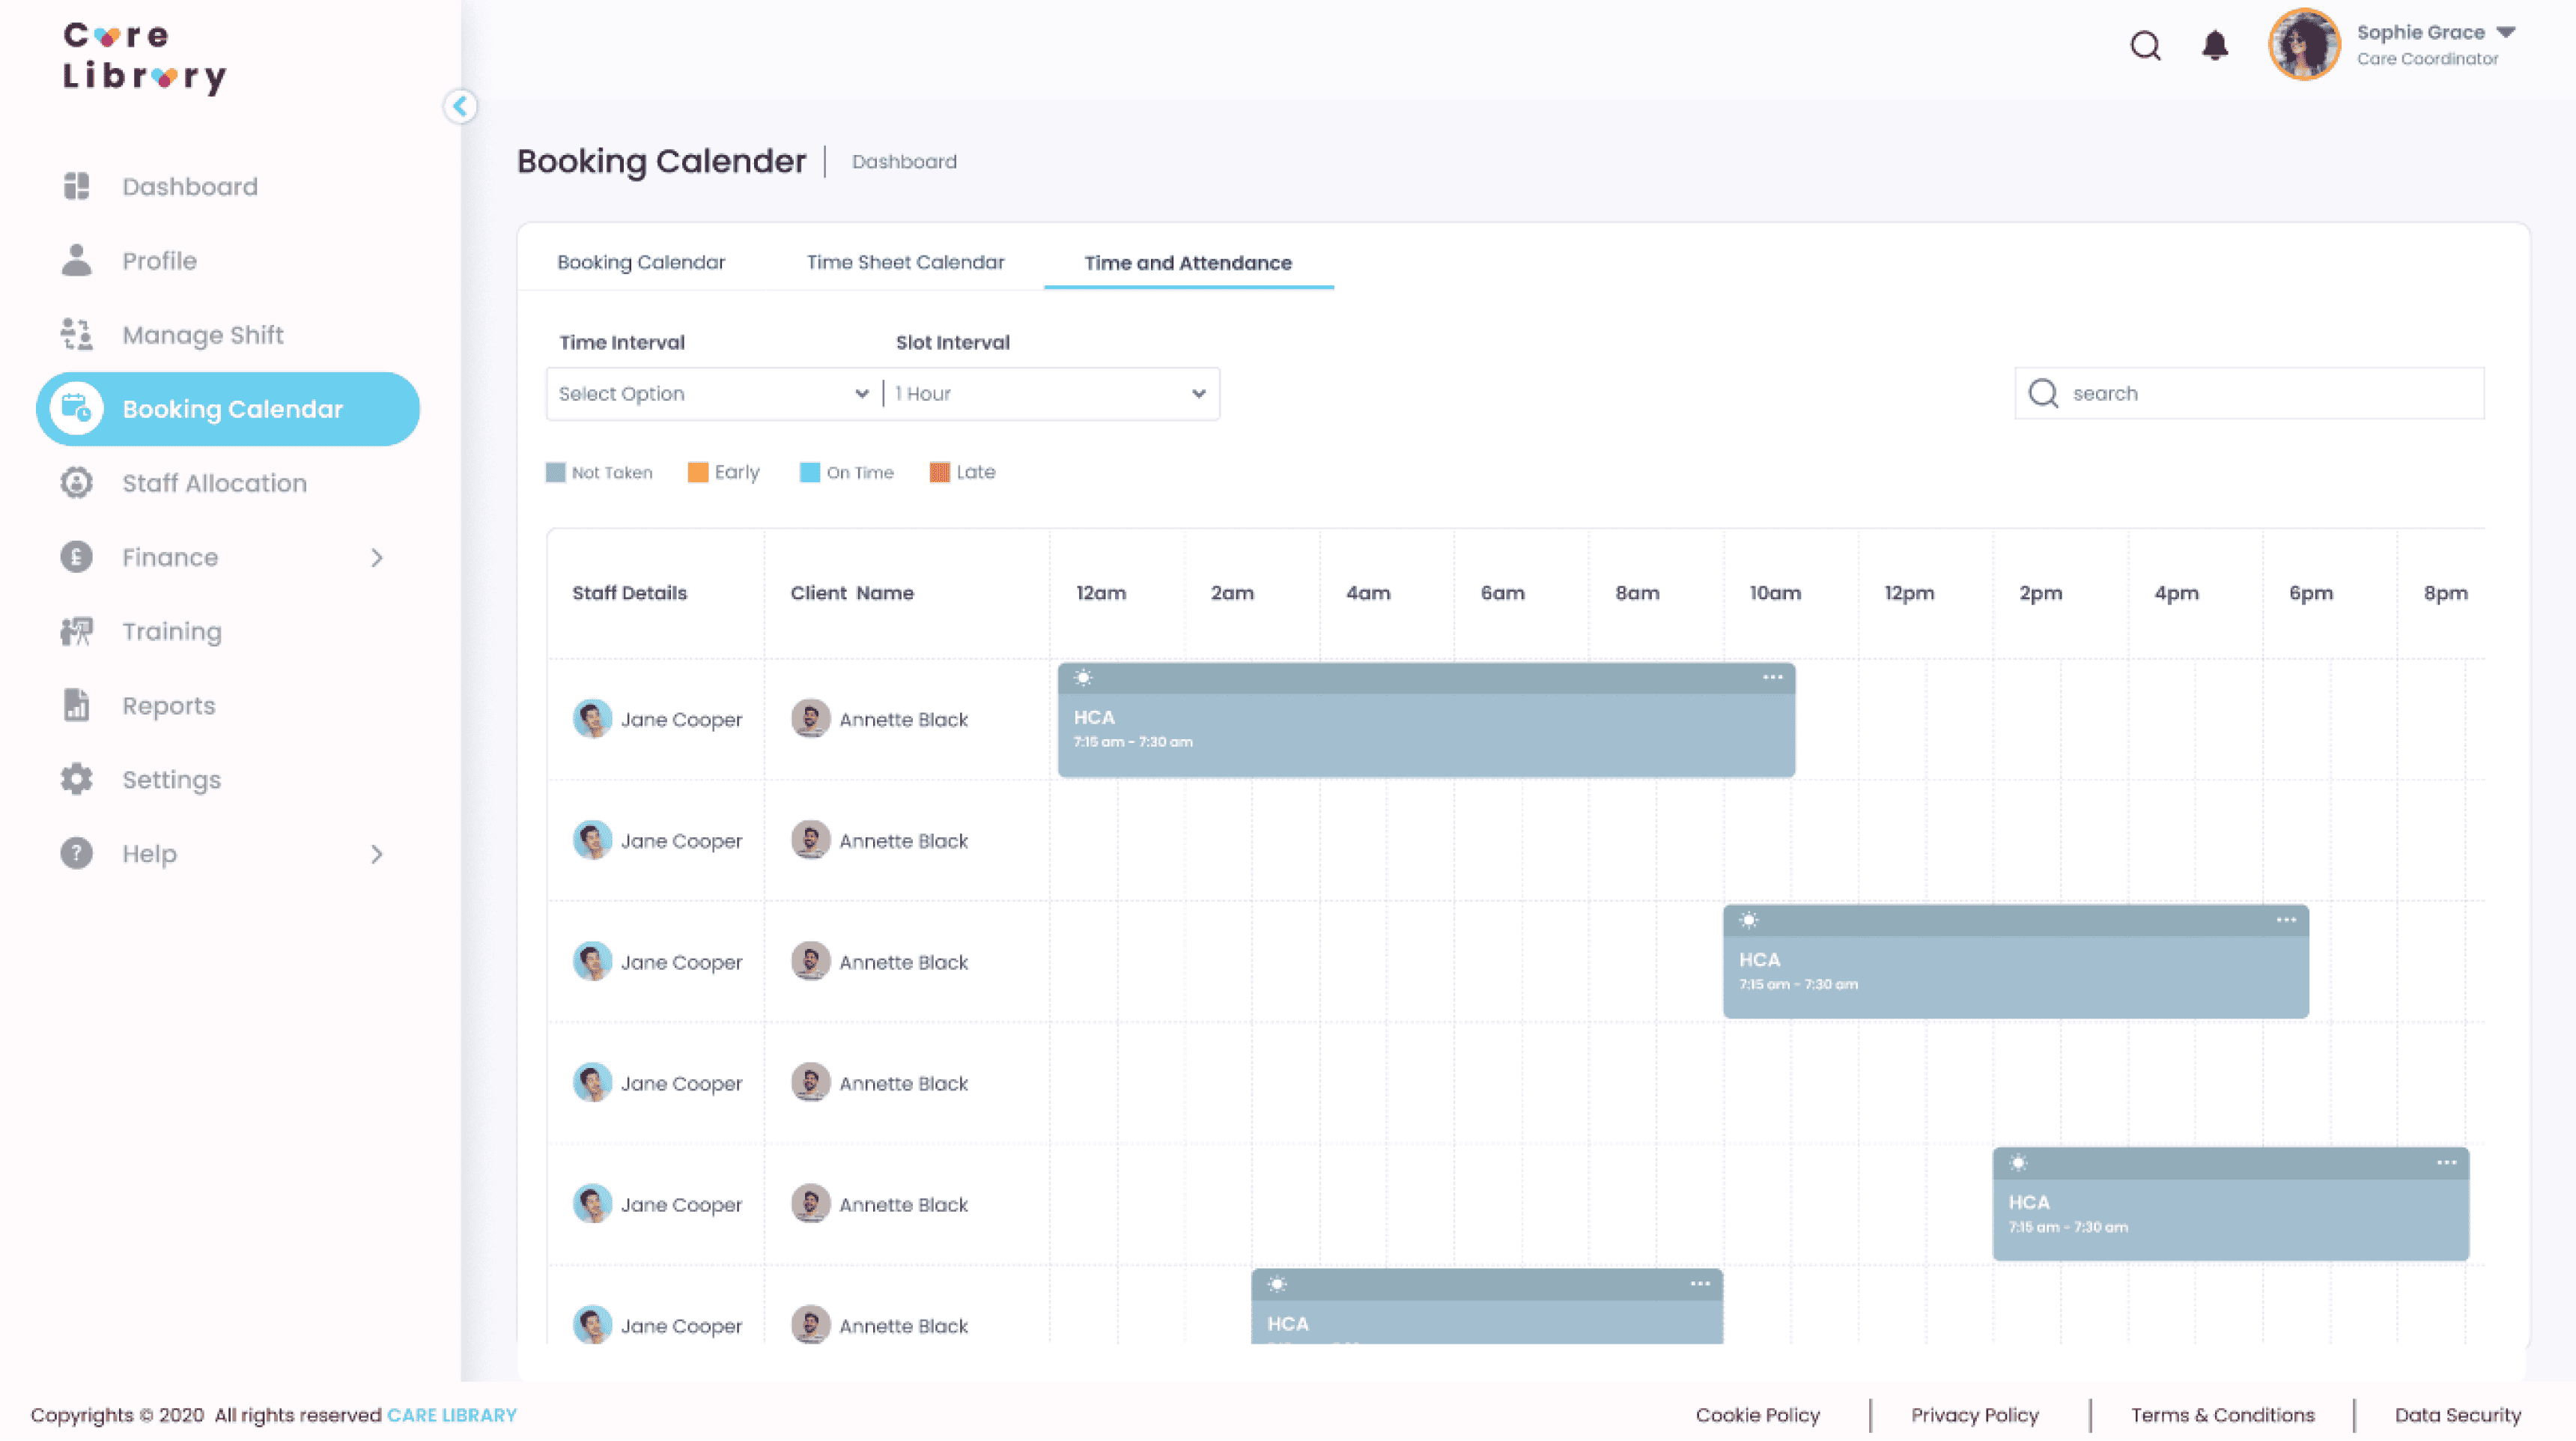 Care
Library
Sophie Grace
Care Coordinator
Dashboard
Profile
Manage Shift
Booking Calendar
Staff Allocation
Finance
Training
Reports
Settings
Help
Booking Calender
Dashboard
Booking Calendar
Time Sheet Calendar
Time and Attendance
Time Interval
Slot Interval
Select Option
1 Hour
search
Not Taken
Early
On Time
Late
Staff Details
Client Name
12am
2am
4am
6am
8am
10am
12pm
2pm
4pm
6pm
8pm
Jane Cooper
Annette Black
HCA
7:15 am - 7:30 am
Jane Cooper
Annette Black
Jane Cooper
Annette Black
HCA
7:15 am - 7:30 am
Jane Cooper
Annette Black
Jane Cooper
Annette Black
HCA
7:15 am - 7:30 am
Jane Cooper
Annette Black
HCA
Copyrights © 2020 All rights reserved CARE LIBRARY
Cookie Policy
Privacy Policy
Terms & Conditions
Data Security